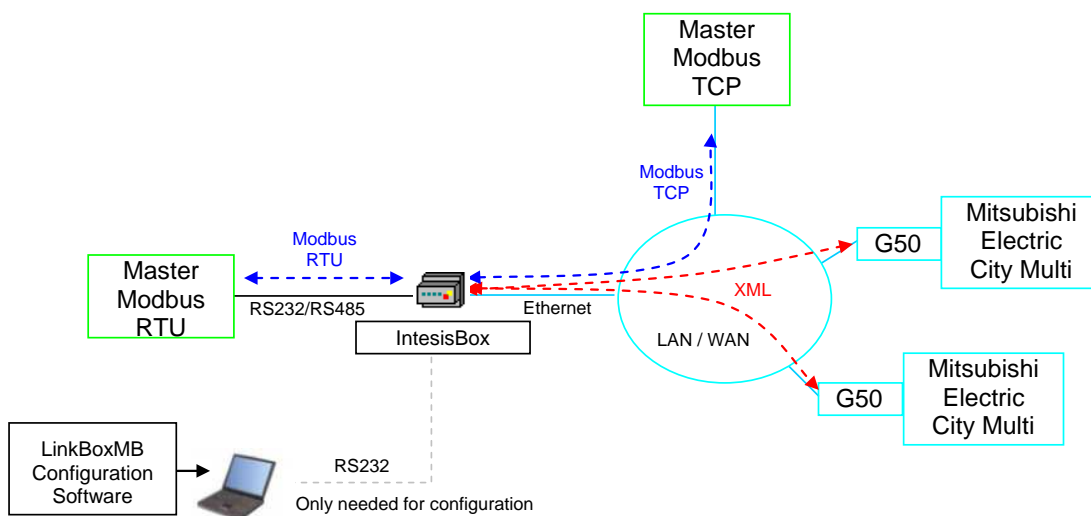 Master
Modbus
TCP
Modbus
TCP
Mitsubishi
Electric
City Multi
G50
Modbus
RTU
Master
Modbus
RTU
RS232/RS485
Ethernet
XML
IntesisBox
LAN / WAN
G50
Mitsubishi
Electric
City Multi
LinkBoxMB
Configuration
Software
RS232
Only needed for configuration